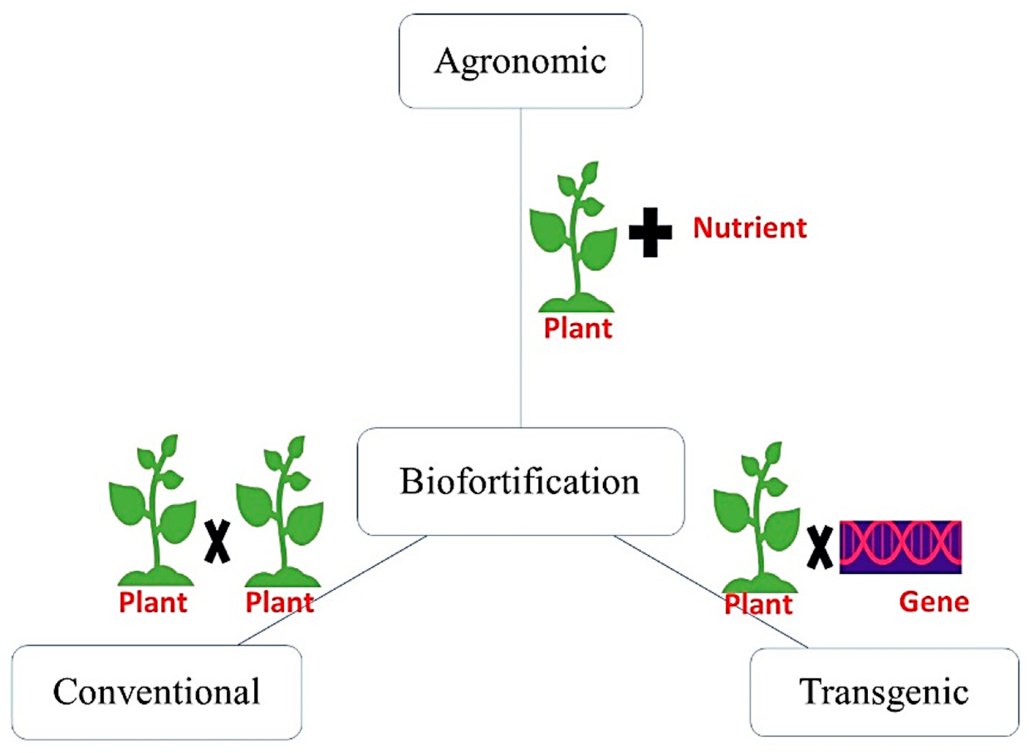 Agronomic
Nutrient
Plant
Biofortification
Plant
Plant
Plant
Gene
Conventional
Transgenic